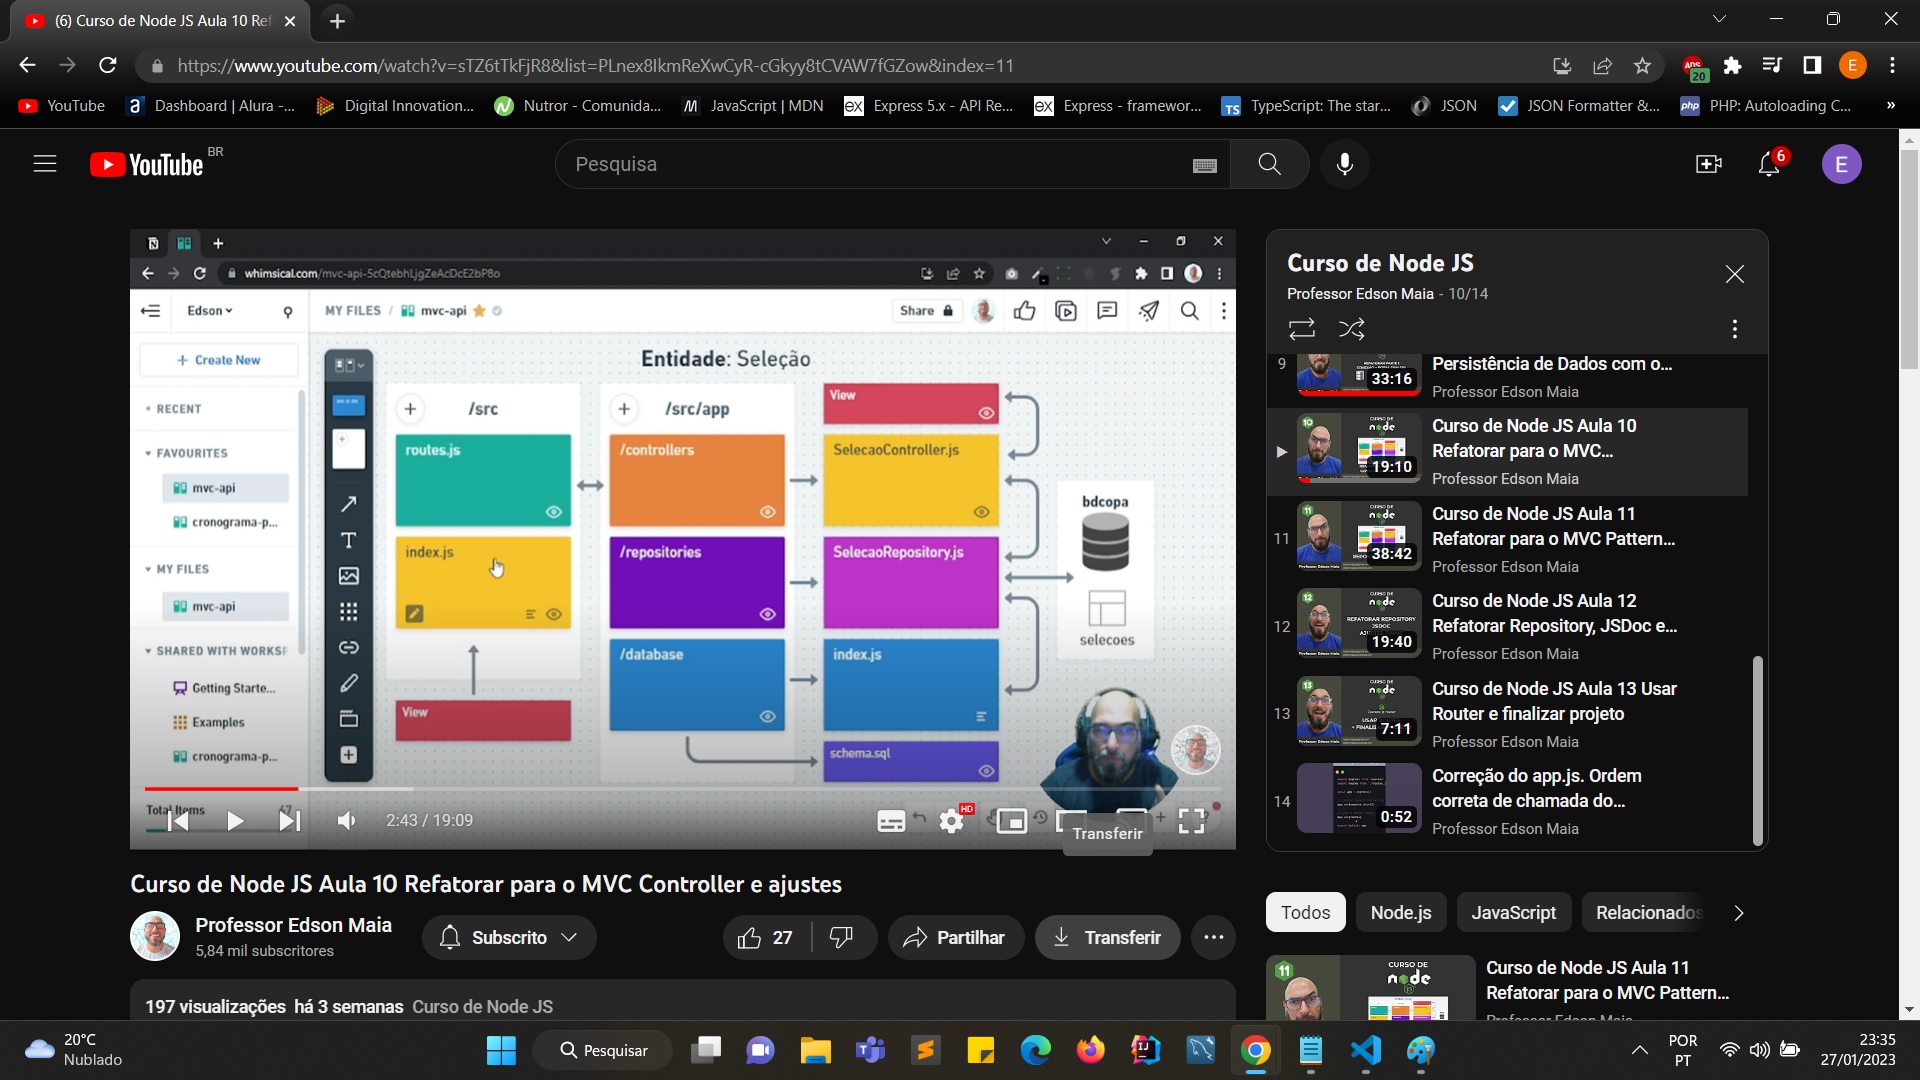 (6) Curso de Node JS Aula 10 Ref
https://www.youtube.com/watch?v=sTZ6tTkFjR8&list=PLnex8IkmReXwCyR-cGkyy8tCVAW7fGZow&index=11
ADS
20
E
YouTube
Dashboard | Alura -...
Digital Innovation...
Nutror - Comunida...
JavaScript | MDN
Express 5.x - API Re...
Express - framewor...
TypeScript: The star...
JSON
JSON Formatter &...
PHP: Autoloading C...
»
YouTube BR
Pesquisa
6
E
whimsical.com/mvc-api-5cQtebhLjgZeAcDcE2bP8o
Edson
MY FILES / mvc-api
Share
+ Create New
RECENT
FAVOURITES
mvc-api
cronograma-p...
MY FILES
mvc-api
SHARED WITH WORKSP
Getting Starte...
Examples
cronograma-p...
Total Items 47
Entidade: Seleção
/src
routes.js
index.js
View
/src/app
/controllers
/repositories
/database
View
SelecaoController.js
SelecaoRepository.js
index.js
schema.sql
bdcopa
selecoes
2:43 / 19:09
HD
Transferir
Curso de Node JS Aula 10 Refatorar para o MVC Controller e ajustes
Professor Edson Maia
5,84 mil subscritores
Subscrito
27
Partilhar
Transferir
197 visualizações há 3 semanas Curso de Node JS
Curso de Node JS
Professor Edson Maia - 10/14
9
33:16
Persistência de Dados com o...
Professor Edson Maia
19:10
Curso de Node JS Aula 10
Refatorar para o MVC...
Professor Edson Maia
11
38:42
Curso de Node JS Aula 11
Refatorar para o MVC Pattern...
Professor Edson Maia
12
19:40
Curso de Node JS Aula 12
Refatorar Repository, JSDoc e...
Professor Edson Maia
13
7:11
Curso de Node JS Aula 13 Usar
Router e finalizar projeto
Professor Edson Maia
14
0:52
Correção do app.js. Ordem
correta de chamada do...
Professor Edson Maia
Todos
Node.js
JavaScript
Relacionados
11
CURSO DE
node
Curso de Node JS Aula 11
Refatorar para o MVC Pattern...
Professor Edson Maia
20°C
Nublado
Pesquisar
POR
PT
23:35
27/01/2023